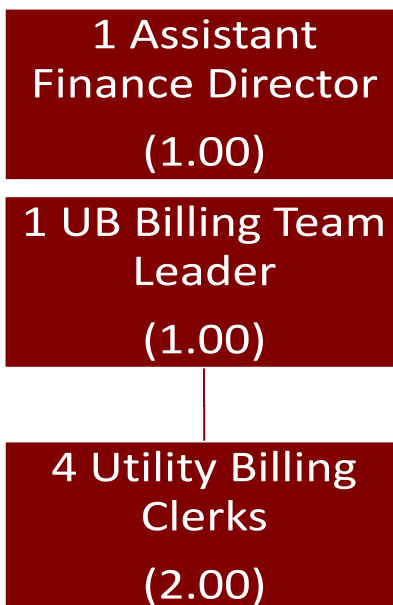 1 Assistant
Finance Director
(1.00)
1 UB Billing Team
Leader
(1.00)
4 Utility Billing
Clerks
(2.00)